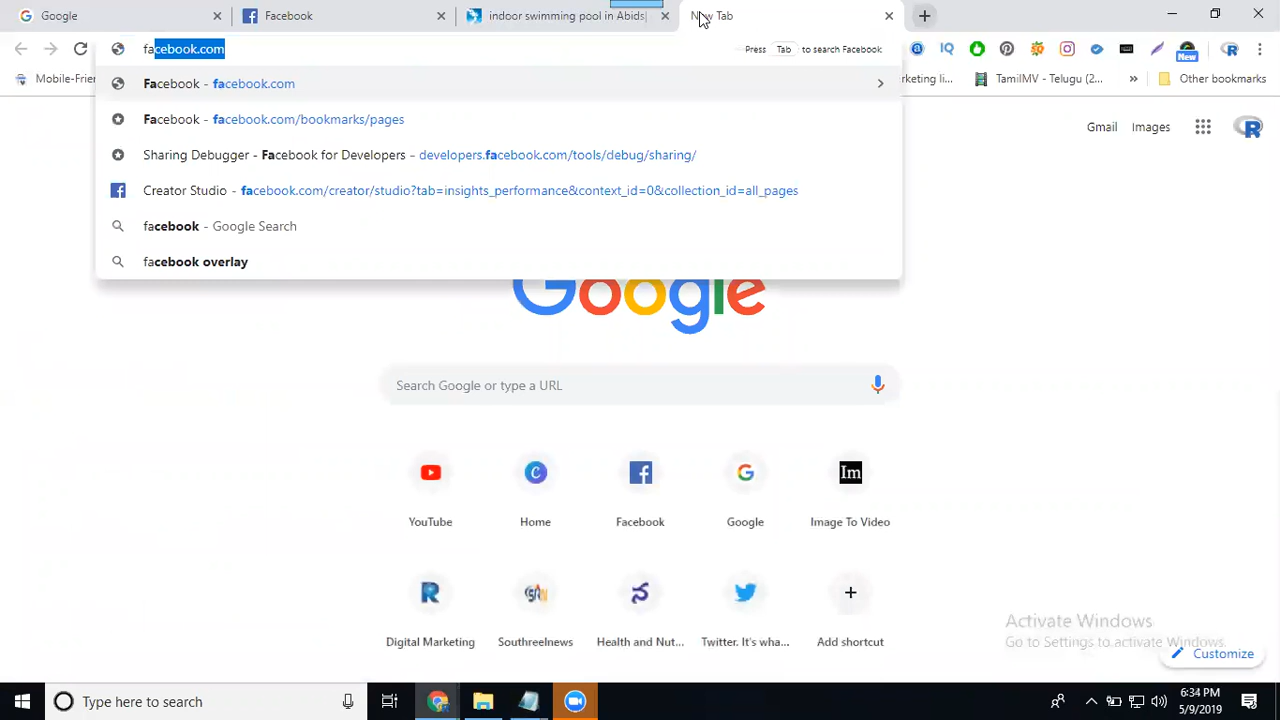 Google
Facebook
indoor swimming pool in Abids
New Tab
facebook.com
Press Tab to search Facebook
New
Mobile-Frien
rketing li...
TamilMV - Telugu (2...
»
Other bookmarks
Facebook - facebook.com
Facebook - facebook.com/bookmarks/pages
Sharing Debugger - Facebook for Developers - developers.facebook.com/tools/debug/sharing/
Creator Studio - facebook.com/creator/studio?tab=insights_performance&context_id=0&collection_id=all_pages
facebook - Google Search
facebook overlay
Gmail Images
Google
Search Google or type a URL
Im
YouTube
Home
Facebook
Google
Image To Video
Digital Marketing
Southreelnews
Health and Nut...
Twitter. It's wha...
Add shortcut
Activate Windows
Go to Settings to activate Windows.
Customize
Type here to search
6:34 PM
5/9/2019